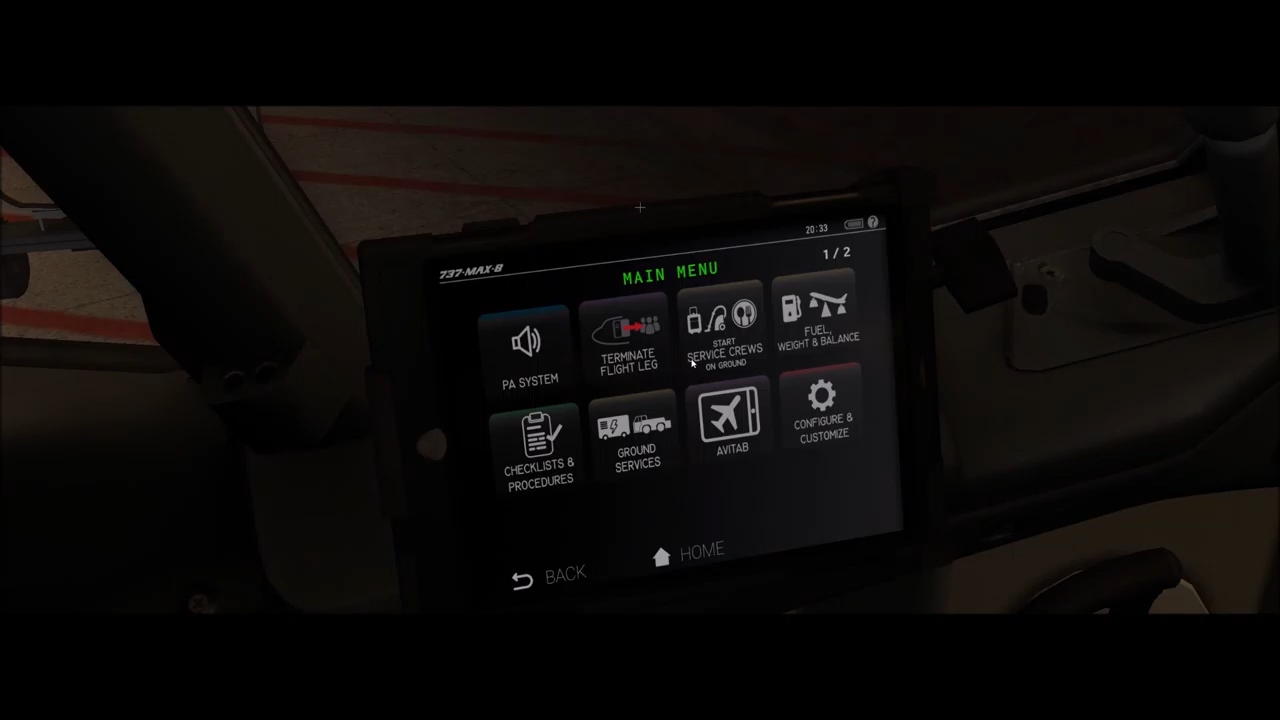 20:33
?
737-MAX-8
MAIN MENU
1 / 2
PA SYSTEM
TERMINATE
FLIGHT LEG
START
SERVICE CREWS
ON GROUND
FUEL,
WEIGHT & BALANCE
CHECKLISTS &
PROCEDURES
GROUND
SERVICES
AVITAB
CONFIGURE &
CUSTOMIZE
BACK
HOME